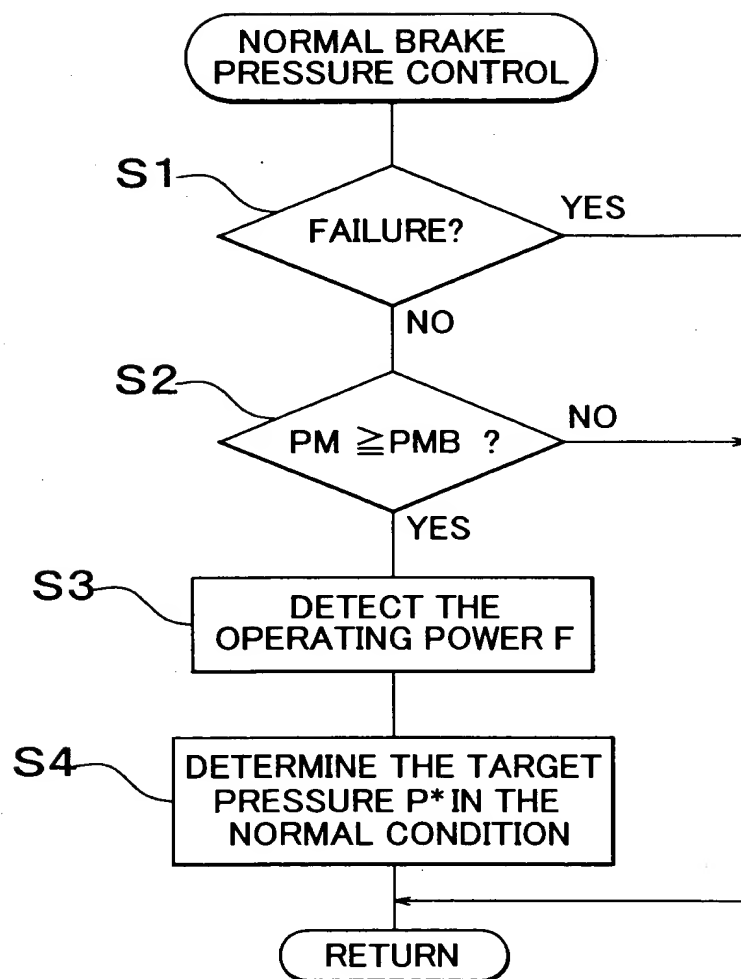 NORMAL BRAKE
PRESSURE CONTROL
S1
FAILURE?
YES
NO
S2
PM ≧ PMB ?
NO
YES
S3
DETECT THE
OPERATING POWER F
S4
DETERMINE THE TARGET
PRESSURE P* IN THE
NORMAL CONDITION
RETURN